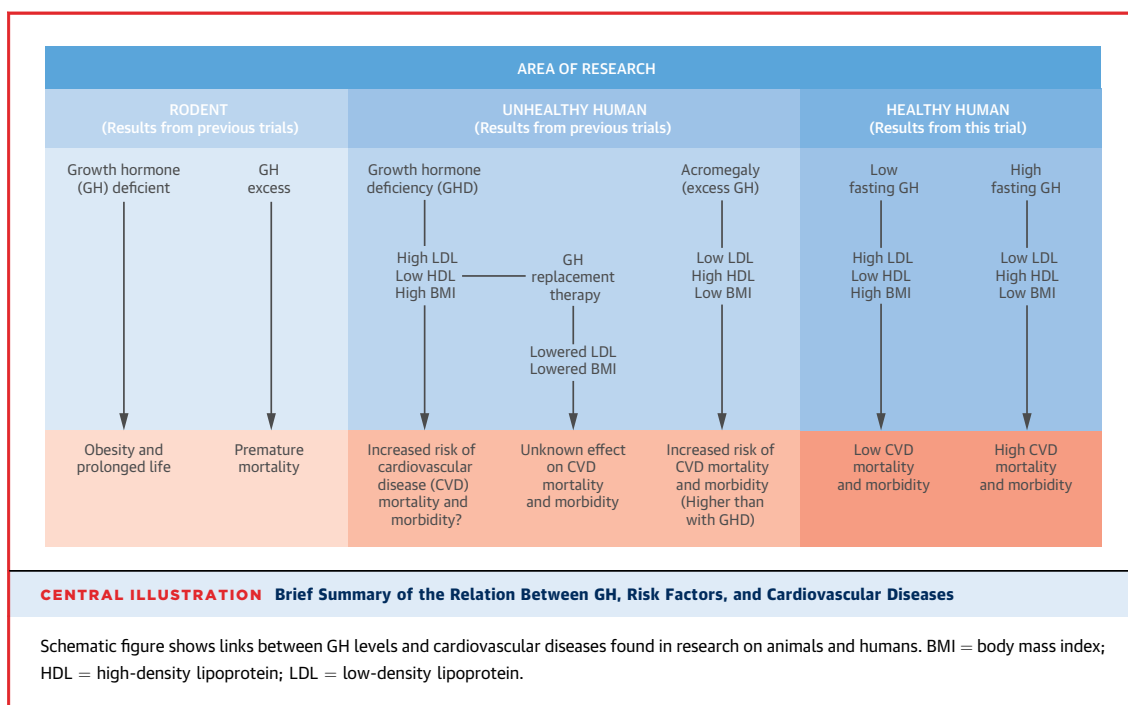 AREA OF RESEARCH
RODENT
(Results from previous trials)
UNHEALTHY HUMAN
(Results from previous trials)
HEALTHY HUMAN
(Results from this trial)
Growth hormone
(GH) deficient
GH
excess
Growth hormone
deficiency (GHD)
Acromegaly
(excess GH)
Low
fasting GH
High
fasting GH
High LDL
Low HDL
High BMI
GH
replacement
therapy
Lowered LDL
Lowered BMI
Low LDL
High HDL
Low BMI
High LDL
Low HDL
High BMI
Low LDL
High HDL
Low BMI
Obesity and
prolonged life
Premature
mortality
Increased risk of
cardiovascular
disease (CVD)
mortality and
morbidity?
Unknown effect
on CVD
mortality
and morbidity
Increased risk of
CVD mortality
and morbidity
(Higher than
with GHD)
Low CVD
mortality
and morbidity
High CVD
mortality
and morbidity
CENTRAL ILLUSTRATION Brief Summary of the Relation Between GH, Risk Factors, and Cardiovascular Diseases
Schematic figure shows links between GH levels and cardiovascular diseases found in research on animals and humans. BMI = body mass index;
HDL = high-density lipoprotein; LDL = low-density lipoprotein.